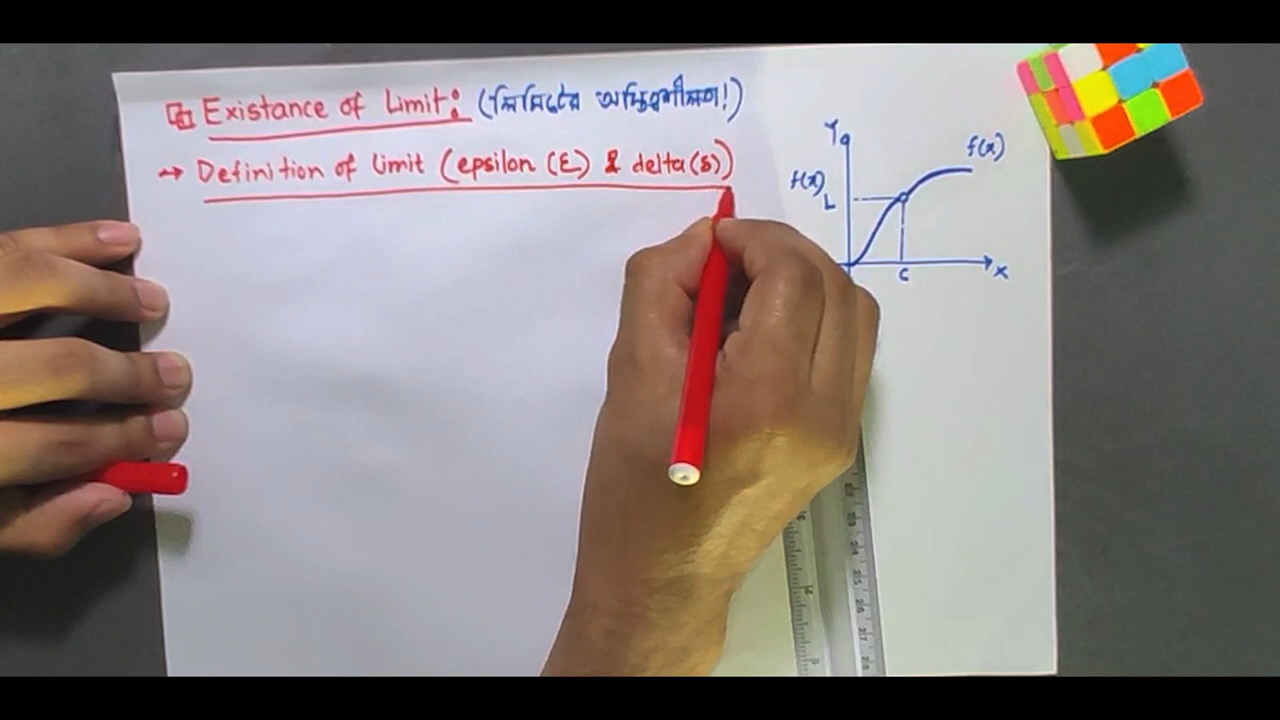 Existance of Limit: (লিমিটের অস্তিত্বশীলতা!)
→ Definition of limit (epsilon (ε) & delta(δ))
Y
f(x)
f(x)
L
c
X